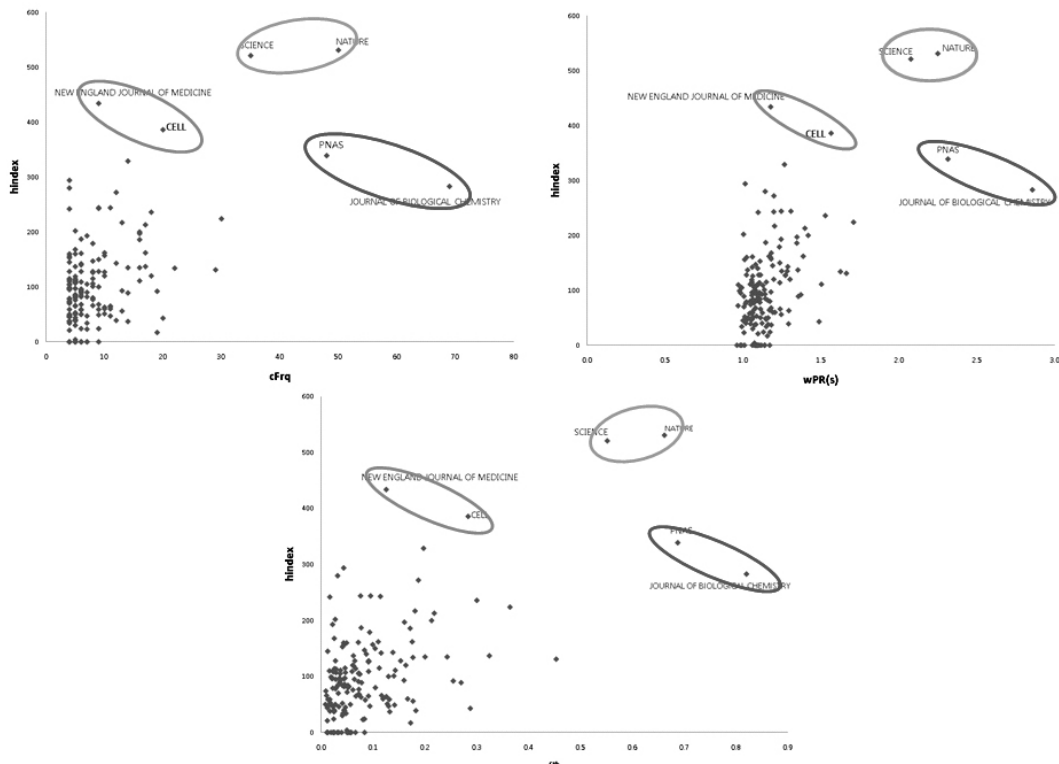 600
500
400
300
200
100
0
hindex
SCIENCE
NATURE
NEW ENGLAND JOURNAL OF MEDICINE
CELL
PNAS
JOURNAL OF BIOLOGICAL CHEMISTRY
0 10 20 30 40 50 60 70 80
cFrq
600
500
400
300
200
100
0
hindex
SCIENCE
NATURE
NEW ENGLAND JOURNAL OF MEDICINE
CELL
PNAS
JOURNAL OF BIOLOGICAL CHEMISTRY
0.0 0.5 1.0 1.5 2.0 2.5 3.0
wPR(s)
600
500
400
300
200
100
0
hindex
SCIENCE
NATURE
NEW ENGLAND JOURNAL OF MEDICINE
CELL
PNAS
JOURNAL OF BIOLOGICAL CHEMISTRY
0.0 0.1 0.2 0.3 0.4 0.5 0.6 0.7 0.8 0.9